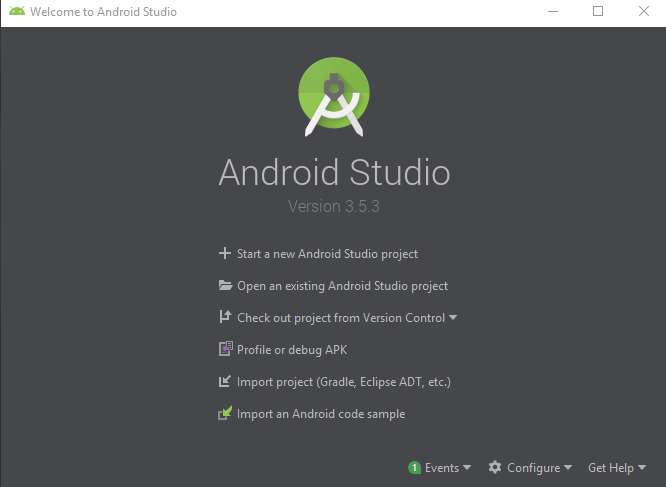 Welcome to Android Studio
Android Studio
Version 3.5.3
Start a new Android Studio project
Open an existing Android Studio project
Check out project from Version Control
Profile or debug APK
Import project (Gradle, Eclipse ADT, etc.)
Import an Android code sample
1 Events Configure Get Help